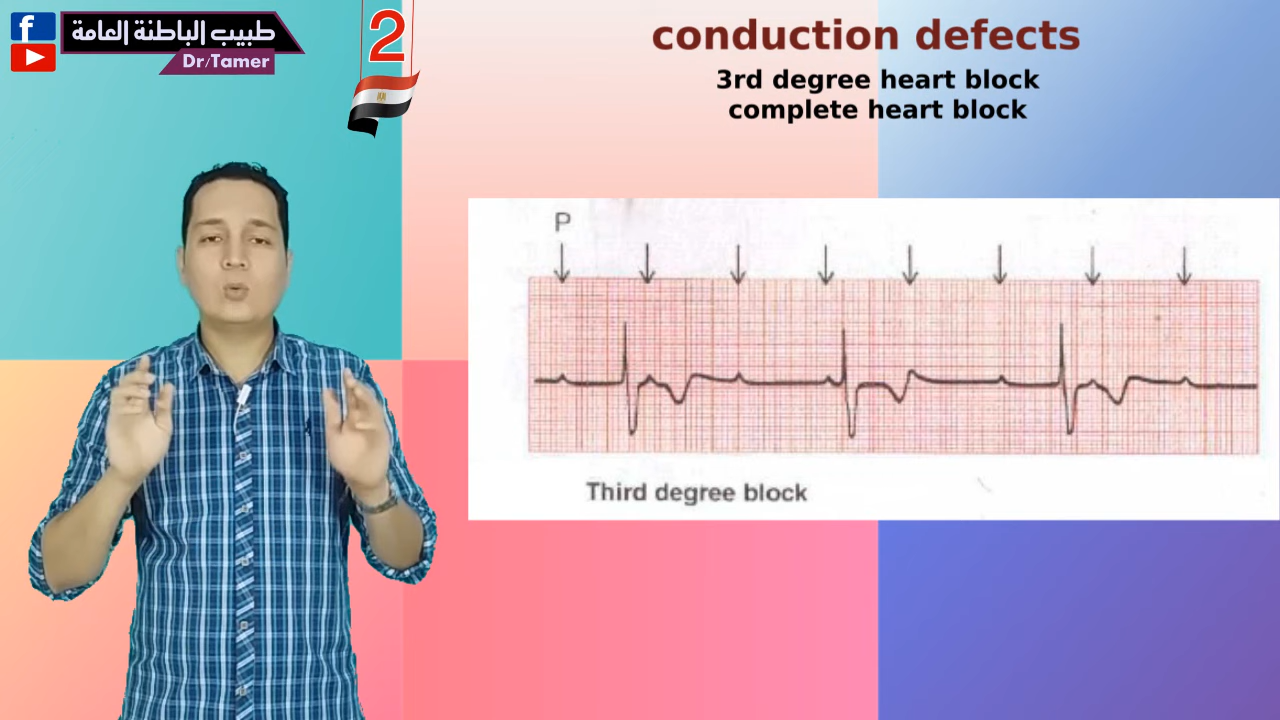 f
طبيب الباطنة العامة
Dr/Tamer
2
conduction defects
3rd degree heart block
complete heart block
P
Third degree block